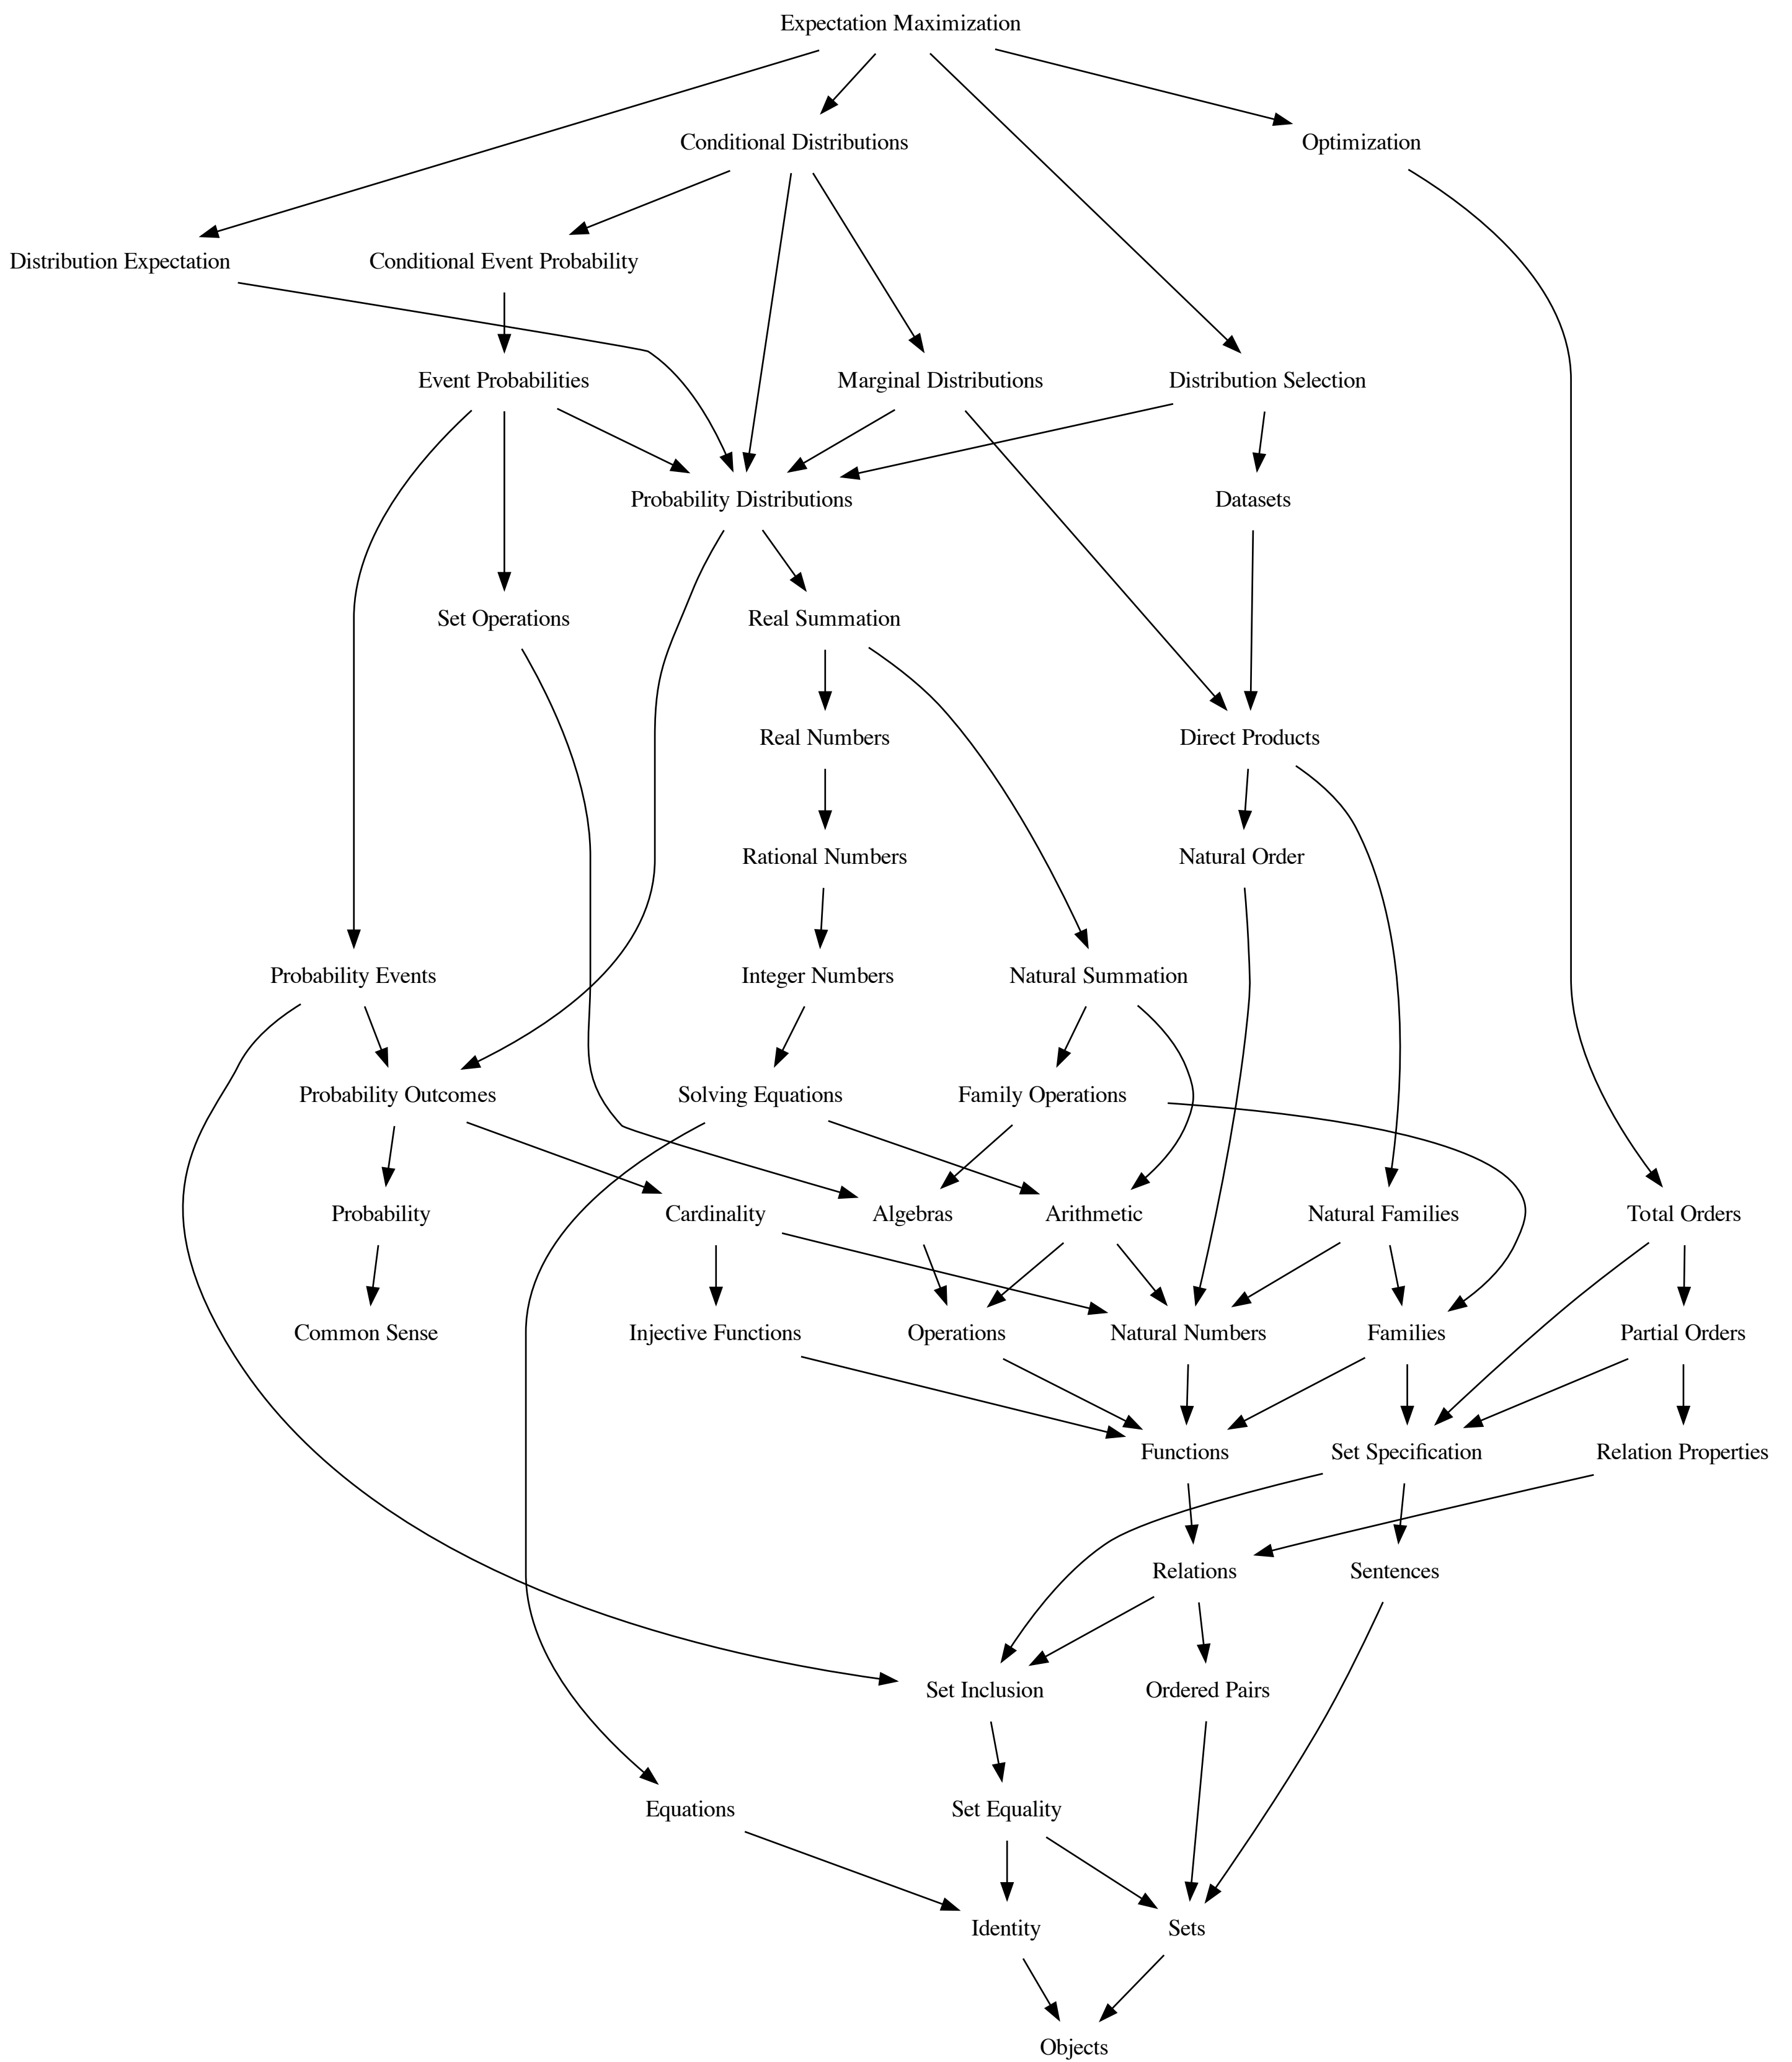 Expectation Maximization
Conditional Distributions
Optimization
Distribution Expectation
Conditional Event Probability
Event Probabilities
Marginal Distributions
Distribution Selection
Probability Distributions
Datasets
Set Operations
Real Summation
Real Numbers
Direct Products
Rational Numbers
Natural Order
Probability Events
Integer Numbers
Natural Summation
Probability Outcomes
Solving Equations
Family Operations
Probability
Cardinality
Algebras
Arithmetic
Natural Families
Total Orders
Common Sense
Injective Functions
Operations
Natural Numbers
Families
Partial Orders
Functions
Set Specification
Relation Properties
Relations
Sentences
Set Inclusion
Ordered Pairs
Equations
Set Equality
Identity
Sets
Objects